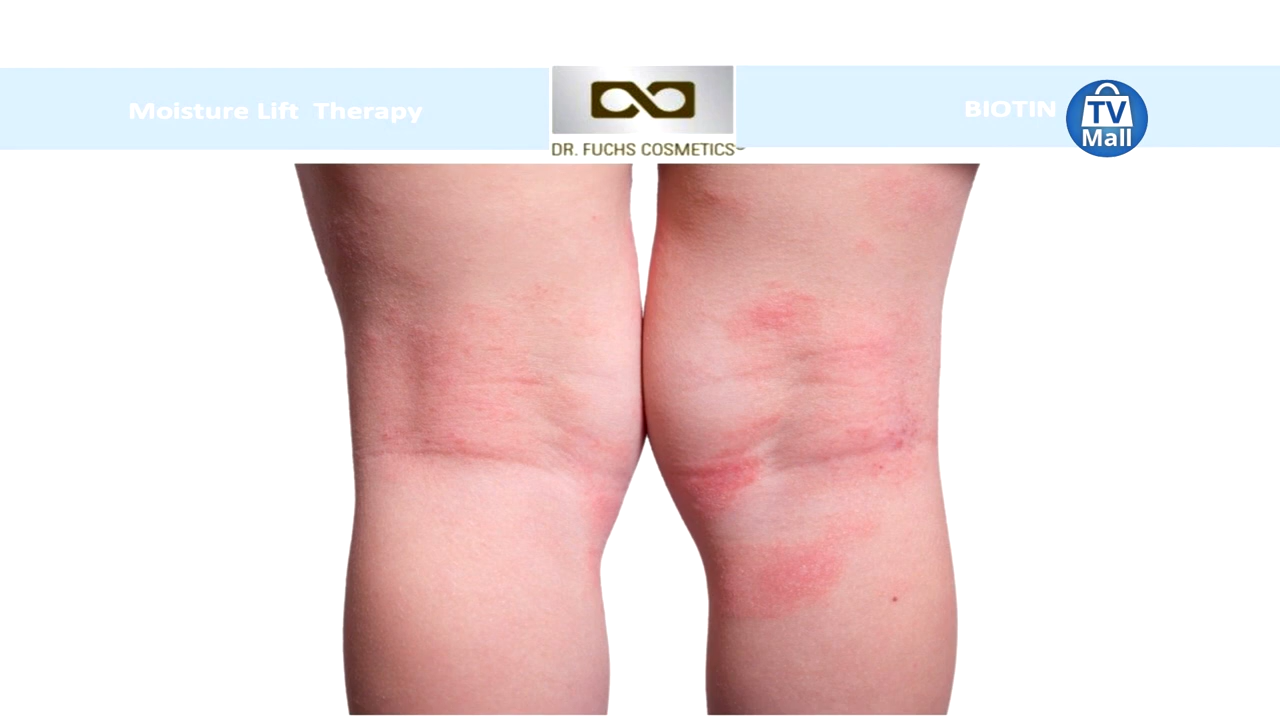 Moisture Lift Therapy
DR. FUCHS COSMETICS
BIOTIN
TV
Mall